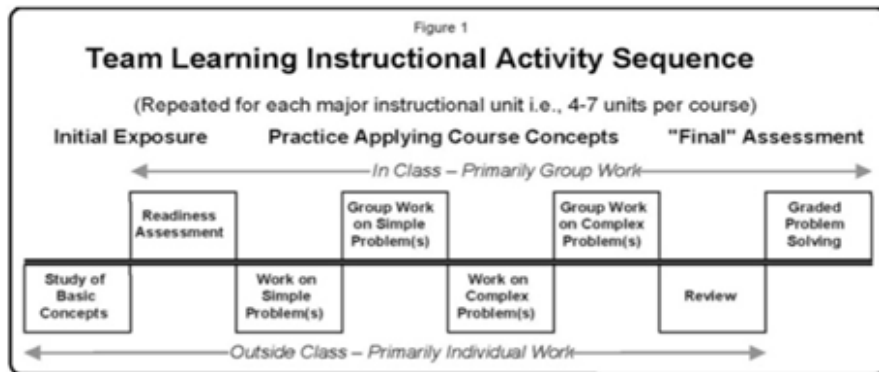 Figure 1
Team Learning Instructional Activity Sequence
(Repeated for each major instructional unit i.e., 4-7 units per course)
Initial Exposure
Practice Applying Course Concepts
"Final" Assessment
In Class – Primarily Group Work
Readiness
Assessment
Group Work
on Simple
Problem(s)
Group Work
on Complex
Problem(s)
Graded
Problem
Solving
Study of
Basic
Concepts
Work on
Simple
Problem(s)
Work on
Complex
Problem(s)
Review
Outside Class – Primarily Individual Work